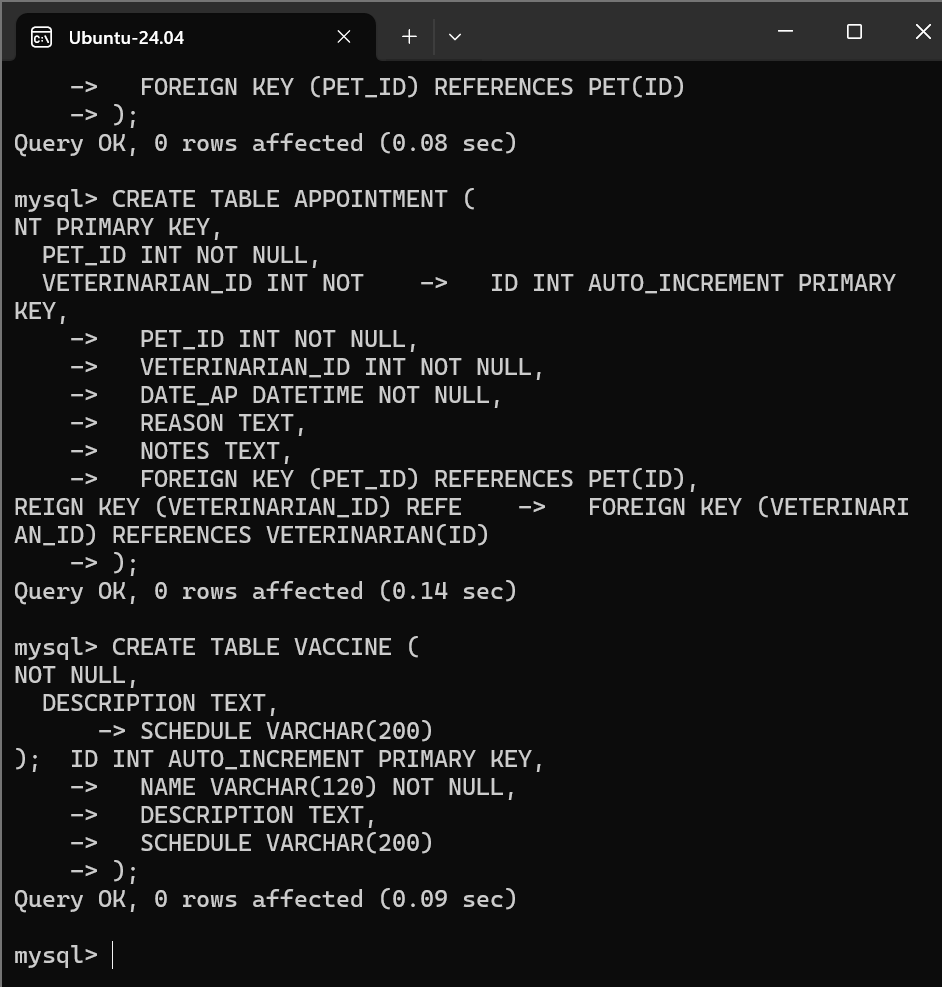 Ubuntu-24.04
    ->   FOREIGN KEY (PET_ID) REFERENCES PET(ID)
    -> );
Query OK, 0 rows affected (0.08 sec)
mysql> CREATE TABLE APPOINTMENT (
NT PRIMARY KEY,
  PET_ID INT NOT NULL,
  VETERINARIAN_ID INT NOT    ->   ID INT AUTO_INCREMENT PRIMARY
KEY,
    ->   PET_ID INT NOT NULL,
    ->   VETERINARIAN_ID INT NOT NULL,
    ->   DATE_AP DATETIME NOT NULL,
    ->   REASON TEXT,
    ->   NOTES TEXT,
    ->   FOREIGN KEY (PET_ID) REFERENCES PET(ID),
REIGN KEY (VETERINARIAN_ID) REFE    ->   FOREIGN KEY (VETERINARI
AN_ID) REFERENCES VETERINARIAN(ID)
    -> );
Query OK, 0 rows affected (0.14 sec)
mysql> CREATE TABLE VACCINE (
NOT NULL,
  DESCRIPTION TEXT,
      -> SCHEDULE VARCHAR(200)
);  ID INT AUTO_INCREMENT PRIMARY KEY,
    ->   NAME VARCHAR(120) NOT NULL,
    ->   DESCRIPTION TEXT,
    ->   SCHEDULE VARCHAR(200)
    -> );
Query OK, 0 rows affected (0.09 sec)
mysql>